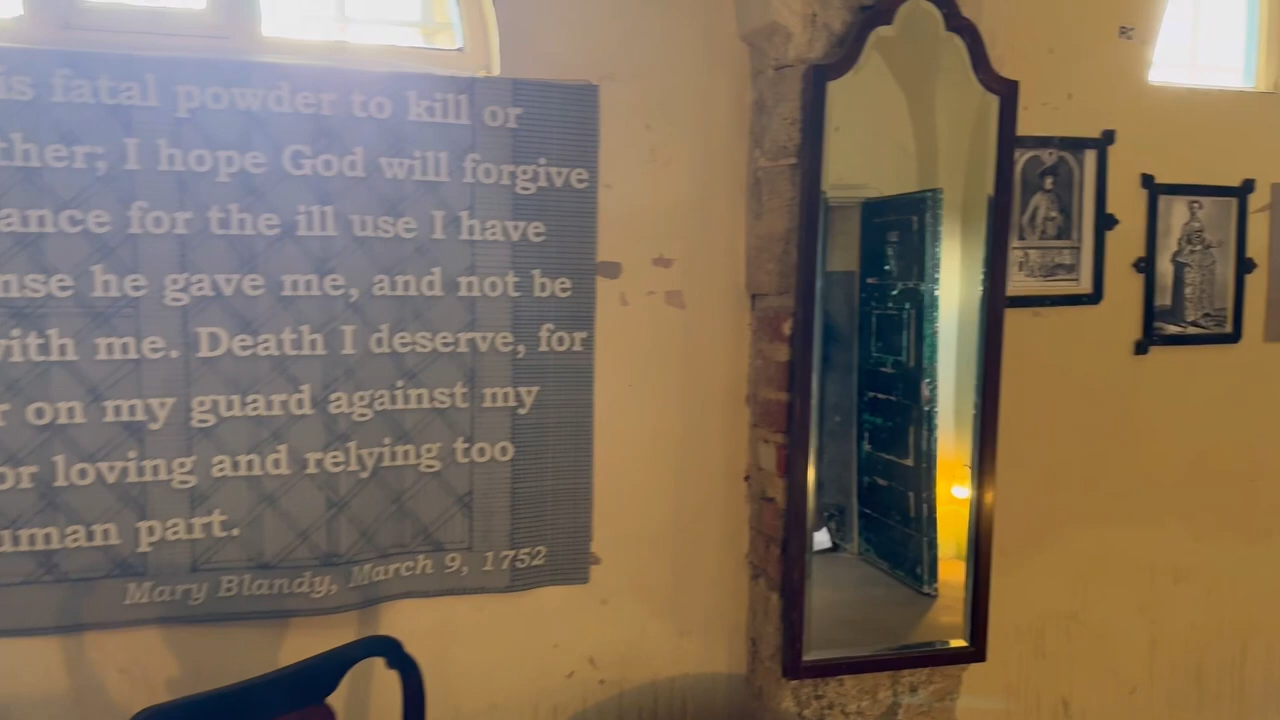 is fatal powder to kill or
ther; I hope God will forgive
ance for the ill use I have
nse he gave me, and not be
with me. Death I deserve, for
r on my guard against my
or loving and relying too
uman part.
Mary Blandy, March 9, 1752